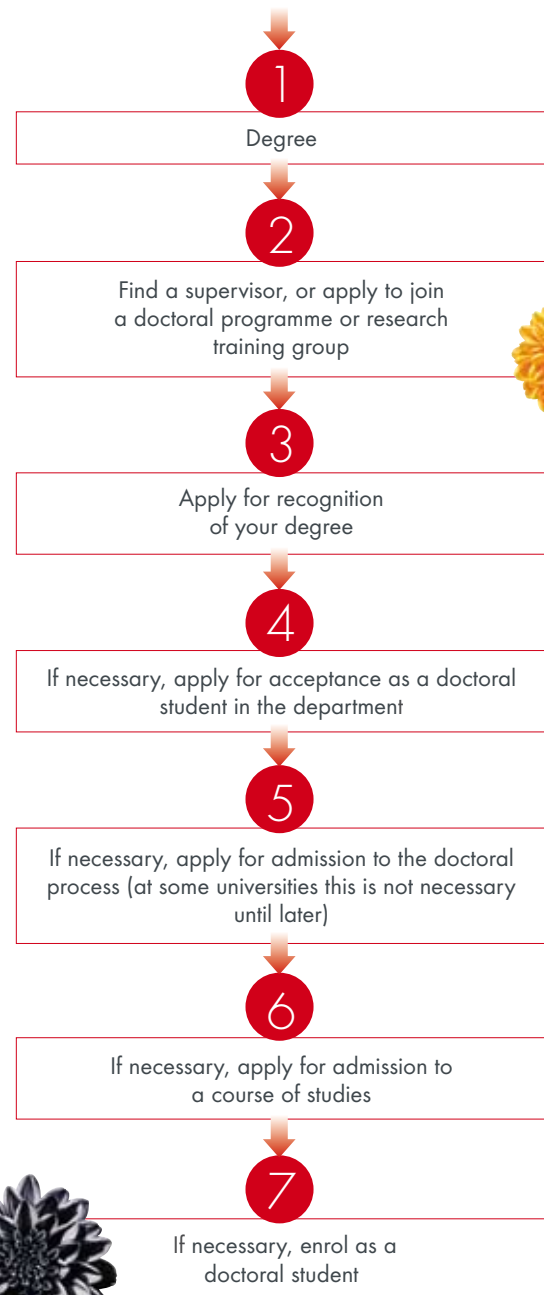 1
Degree
2
Find a supervisor, or apply to join
a doctoral programme or research
training group
3
Apply for recognition
of your degree
4
If necessary, apply for acceptance as a doctoral
student in the department
5
If necessary, apply for admission to the doctoral
process (at some universities this is not necessary
until later)
6
If necessary, apply for admission to
a course of studies
7
If necessary, enrol as a
doctoral student